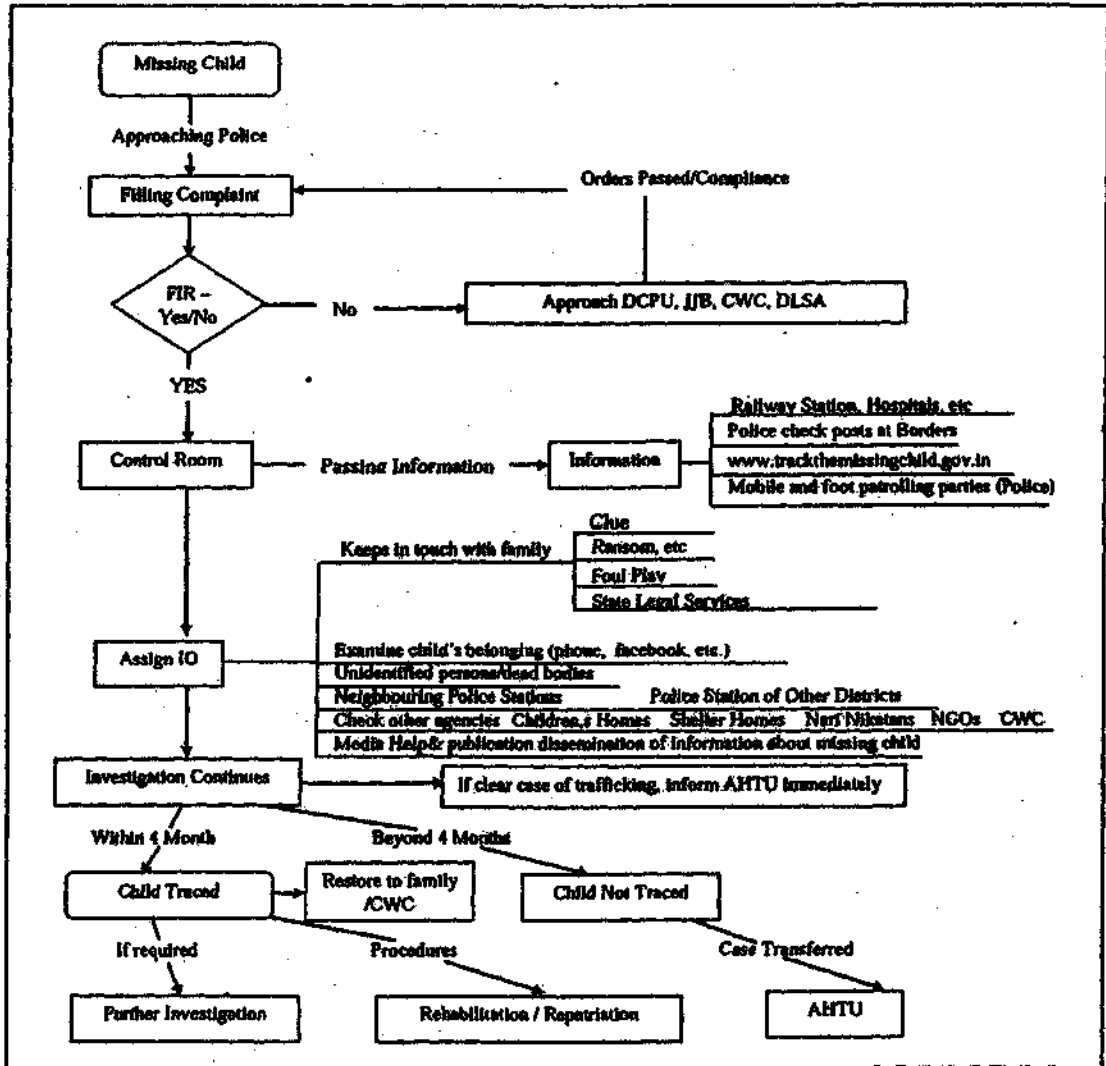 Missing Child
Approaching Police
Orders Passed/Compliance
Filling Complaint
FIR –
Yes/No
No
Approach DCPU, JJB, CWC, DLSA
YES
Railway Station, Hospitals, etc
Police check posts at Borders
Control Room
Passing Information
Information
www.trackthemissingchild.gov.in
Mobile and foot patrolling parties (Police)
Clue
Keeps in touch with family
Ransom, etc
Foul Play
State Legal Services
Assign IO
Examine child's belonging (phone, facebook, etc.)
Unidentified persons/dead bodies
Neighbouring Police Stations Police Station of Other Districts
Check other agencies Children,s Homes Shelter Homes Nari Niketans NGOs CWC
Media Help& publication dissemination of Information about missing child
Investigation Continues
If clear case of trafficking, inform AHTU immediately
Within 4 Month
Beyond 4 Months
Child Traced
Restore to family
/CWC
Child Not Traced
If required
Procedures
Case Transferred
Further Investigation
Rehabilitation / Repatriation
AHTU